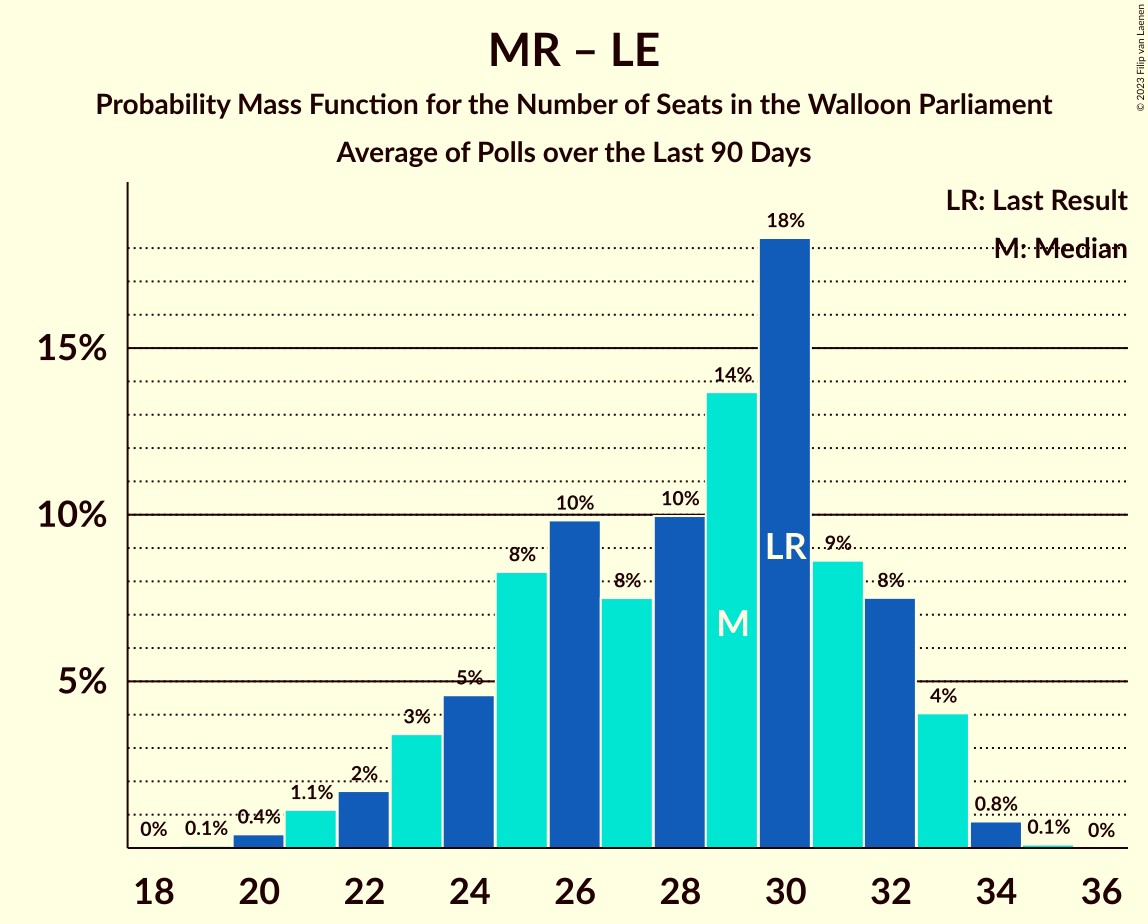 MR – LE
Probability Mass Function for the Number of Seats in the Walloon Parliament
Average of Polls over the Last 90 Days
© 2023 Filip van Laenen
LR: Last Result
M: Median
15%
10%
5%
0%
0.1%
0.4%
1.1%
2%
3%
5%
8%
10%
8%
10%
14%
18%
9%
8%
4%
0.8%
0.1%
0%
M
LR
18 20 22 24 26 28 30 32 34 36